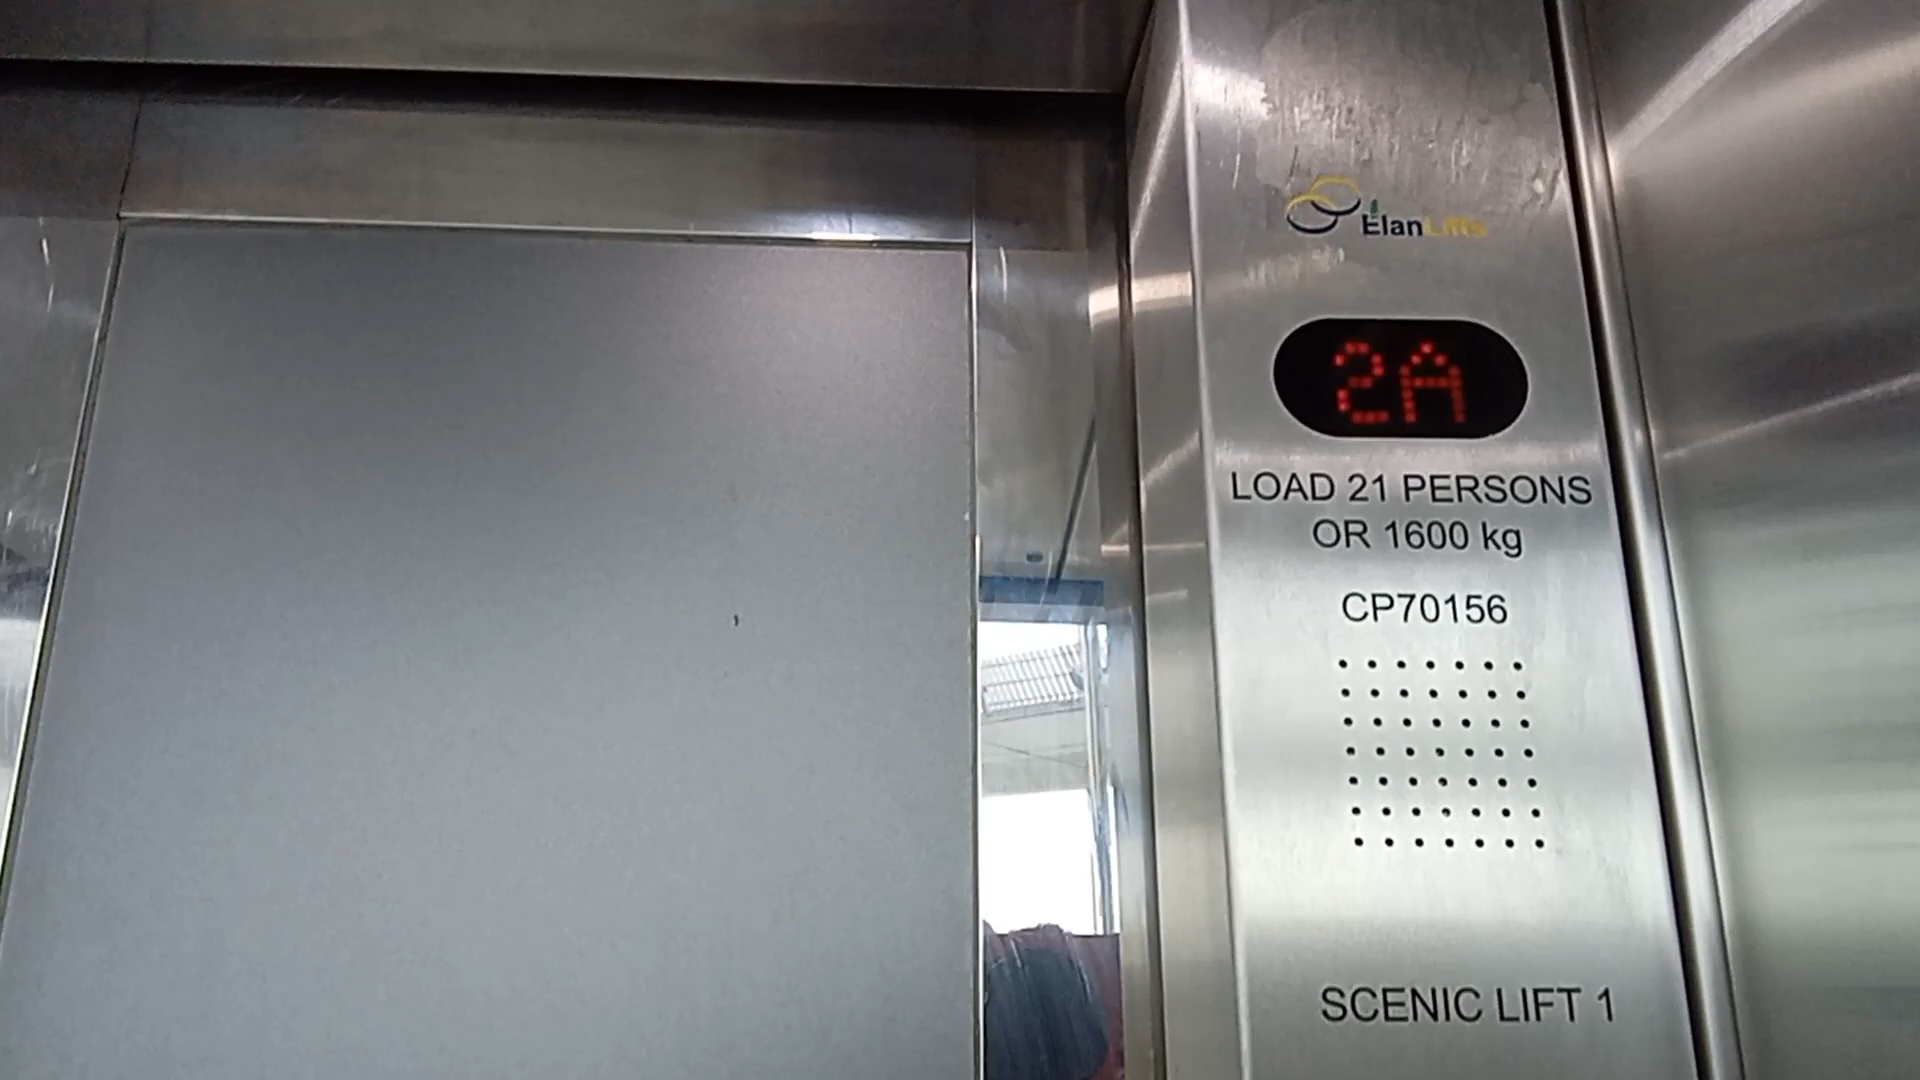 ElanLifts
2A
LOAD 21 PERSONS
OR 1600 kg
CP70156
SCENIC LIFT 1